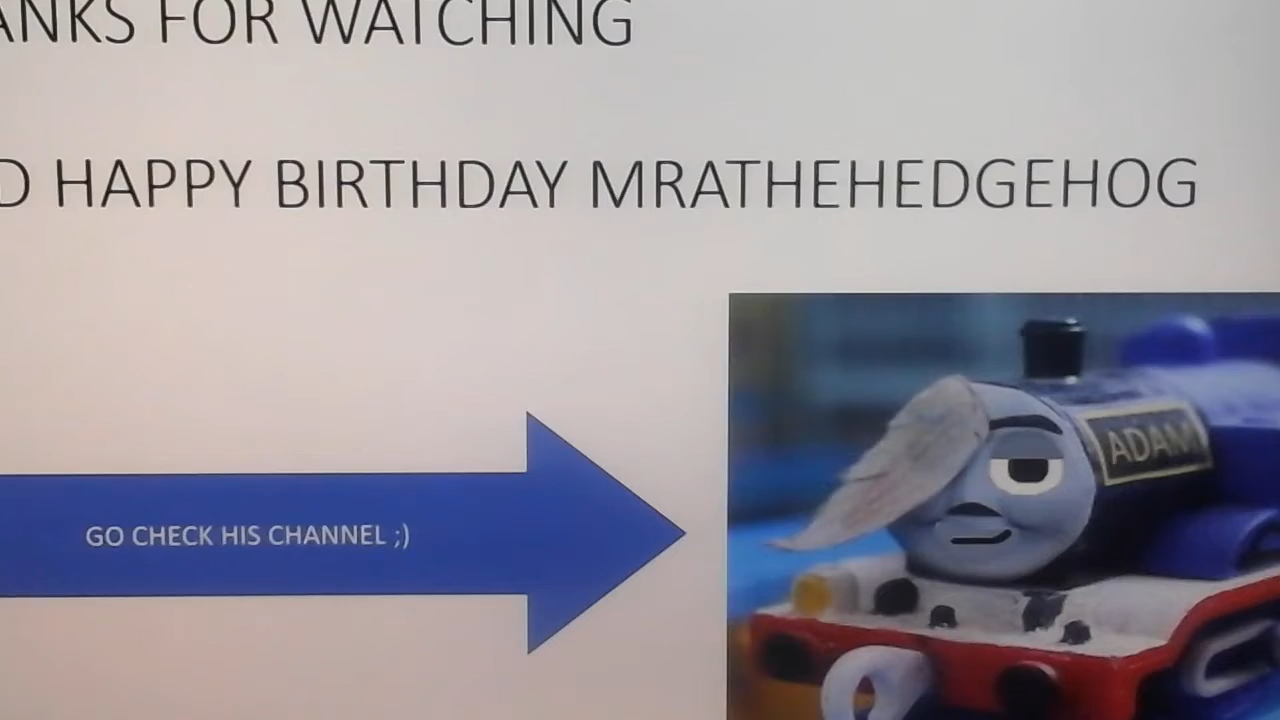 ANKS FOR WATCHING
D HAPPY BIRTHDAY MRATHEHEDGEHOG
GO CHECK HIS CHANNEL ;)
ADAM